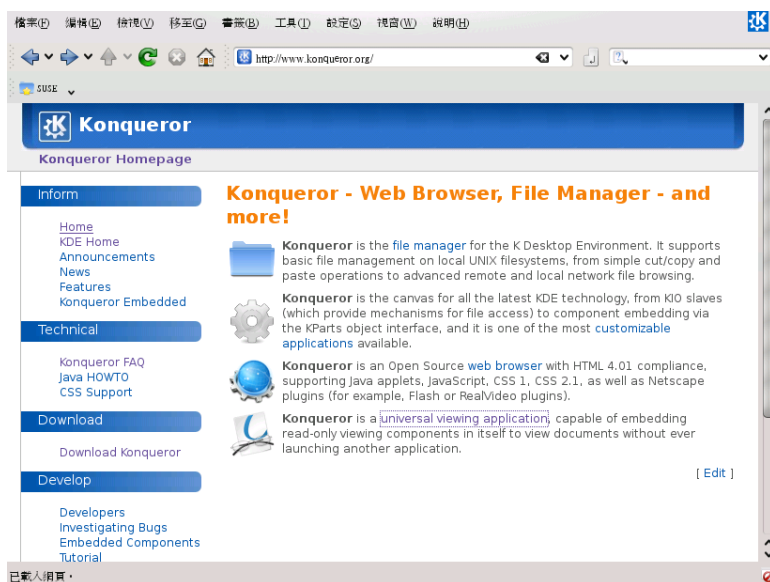 檔案(F) 編輯(E) 檢視(V) 移至(G) 書籤(B) 工具(T) 設定(S) 視窗(W) 說明(H)
http://www.konqueror.org/
SUSE
Konqueror
Konqueror Homepage
Inform
Home
KDE Home
Announcements
News
Features
Konqueror Embedded
Technical
Konqueror FAQ
Java HOWTO
CSS Support
Download
Download Konqueror
Develop
Developers
Investigating Bugs
Embedded Components
Tutorial
Konqueror - Web Browser, File Manager - and
more!
Konqueror is the file manager for the K Desktop Environment. It supports
basic file management on local UNIX filesystems, from simple cut/copy and
paste operations to advanced remote and local network file browsing.
Konqueror is the canvas for all the latest KDE technology, from KIO slaves
(which provide mechanisms for file access) to component embedding via
the KParts object interface, and it is one of the most customizable
applications available.
Konqueror is an Open Source web browser with HTML 4.01 compliance,
supporting Java applets, JavaScript, CSS 1, CSS 2.1, as well as Netscape
plugins (for example, Flash or RealVideo plugins).
Konqueror is a universal viewing application, capable of embedding
read-only viewing components in itself to view documents without ever
launching another application.
[ Edit ]
已載入網頁。